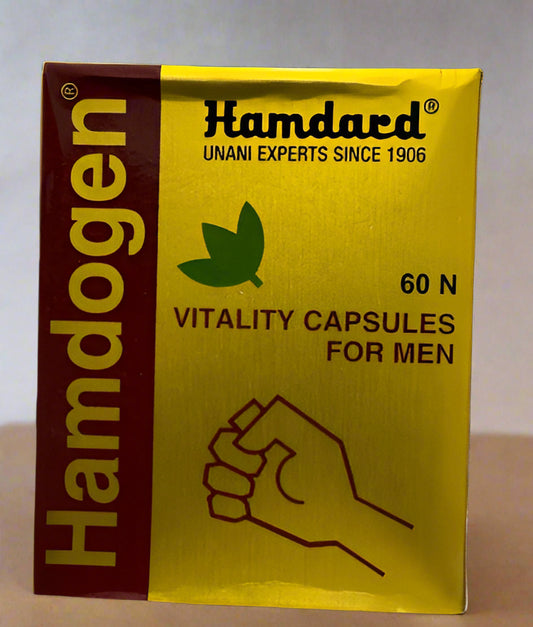 Hamdogen®
Hamdard®
UNANI EXPERTS SINCE 1906
60 N
VITALITY CAPSULES
FOR MEN